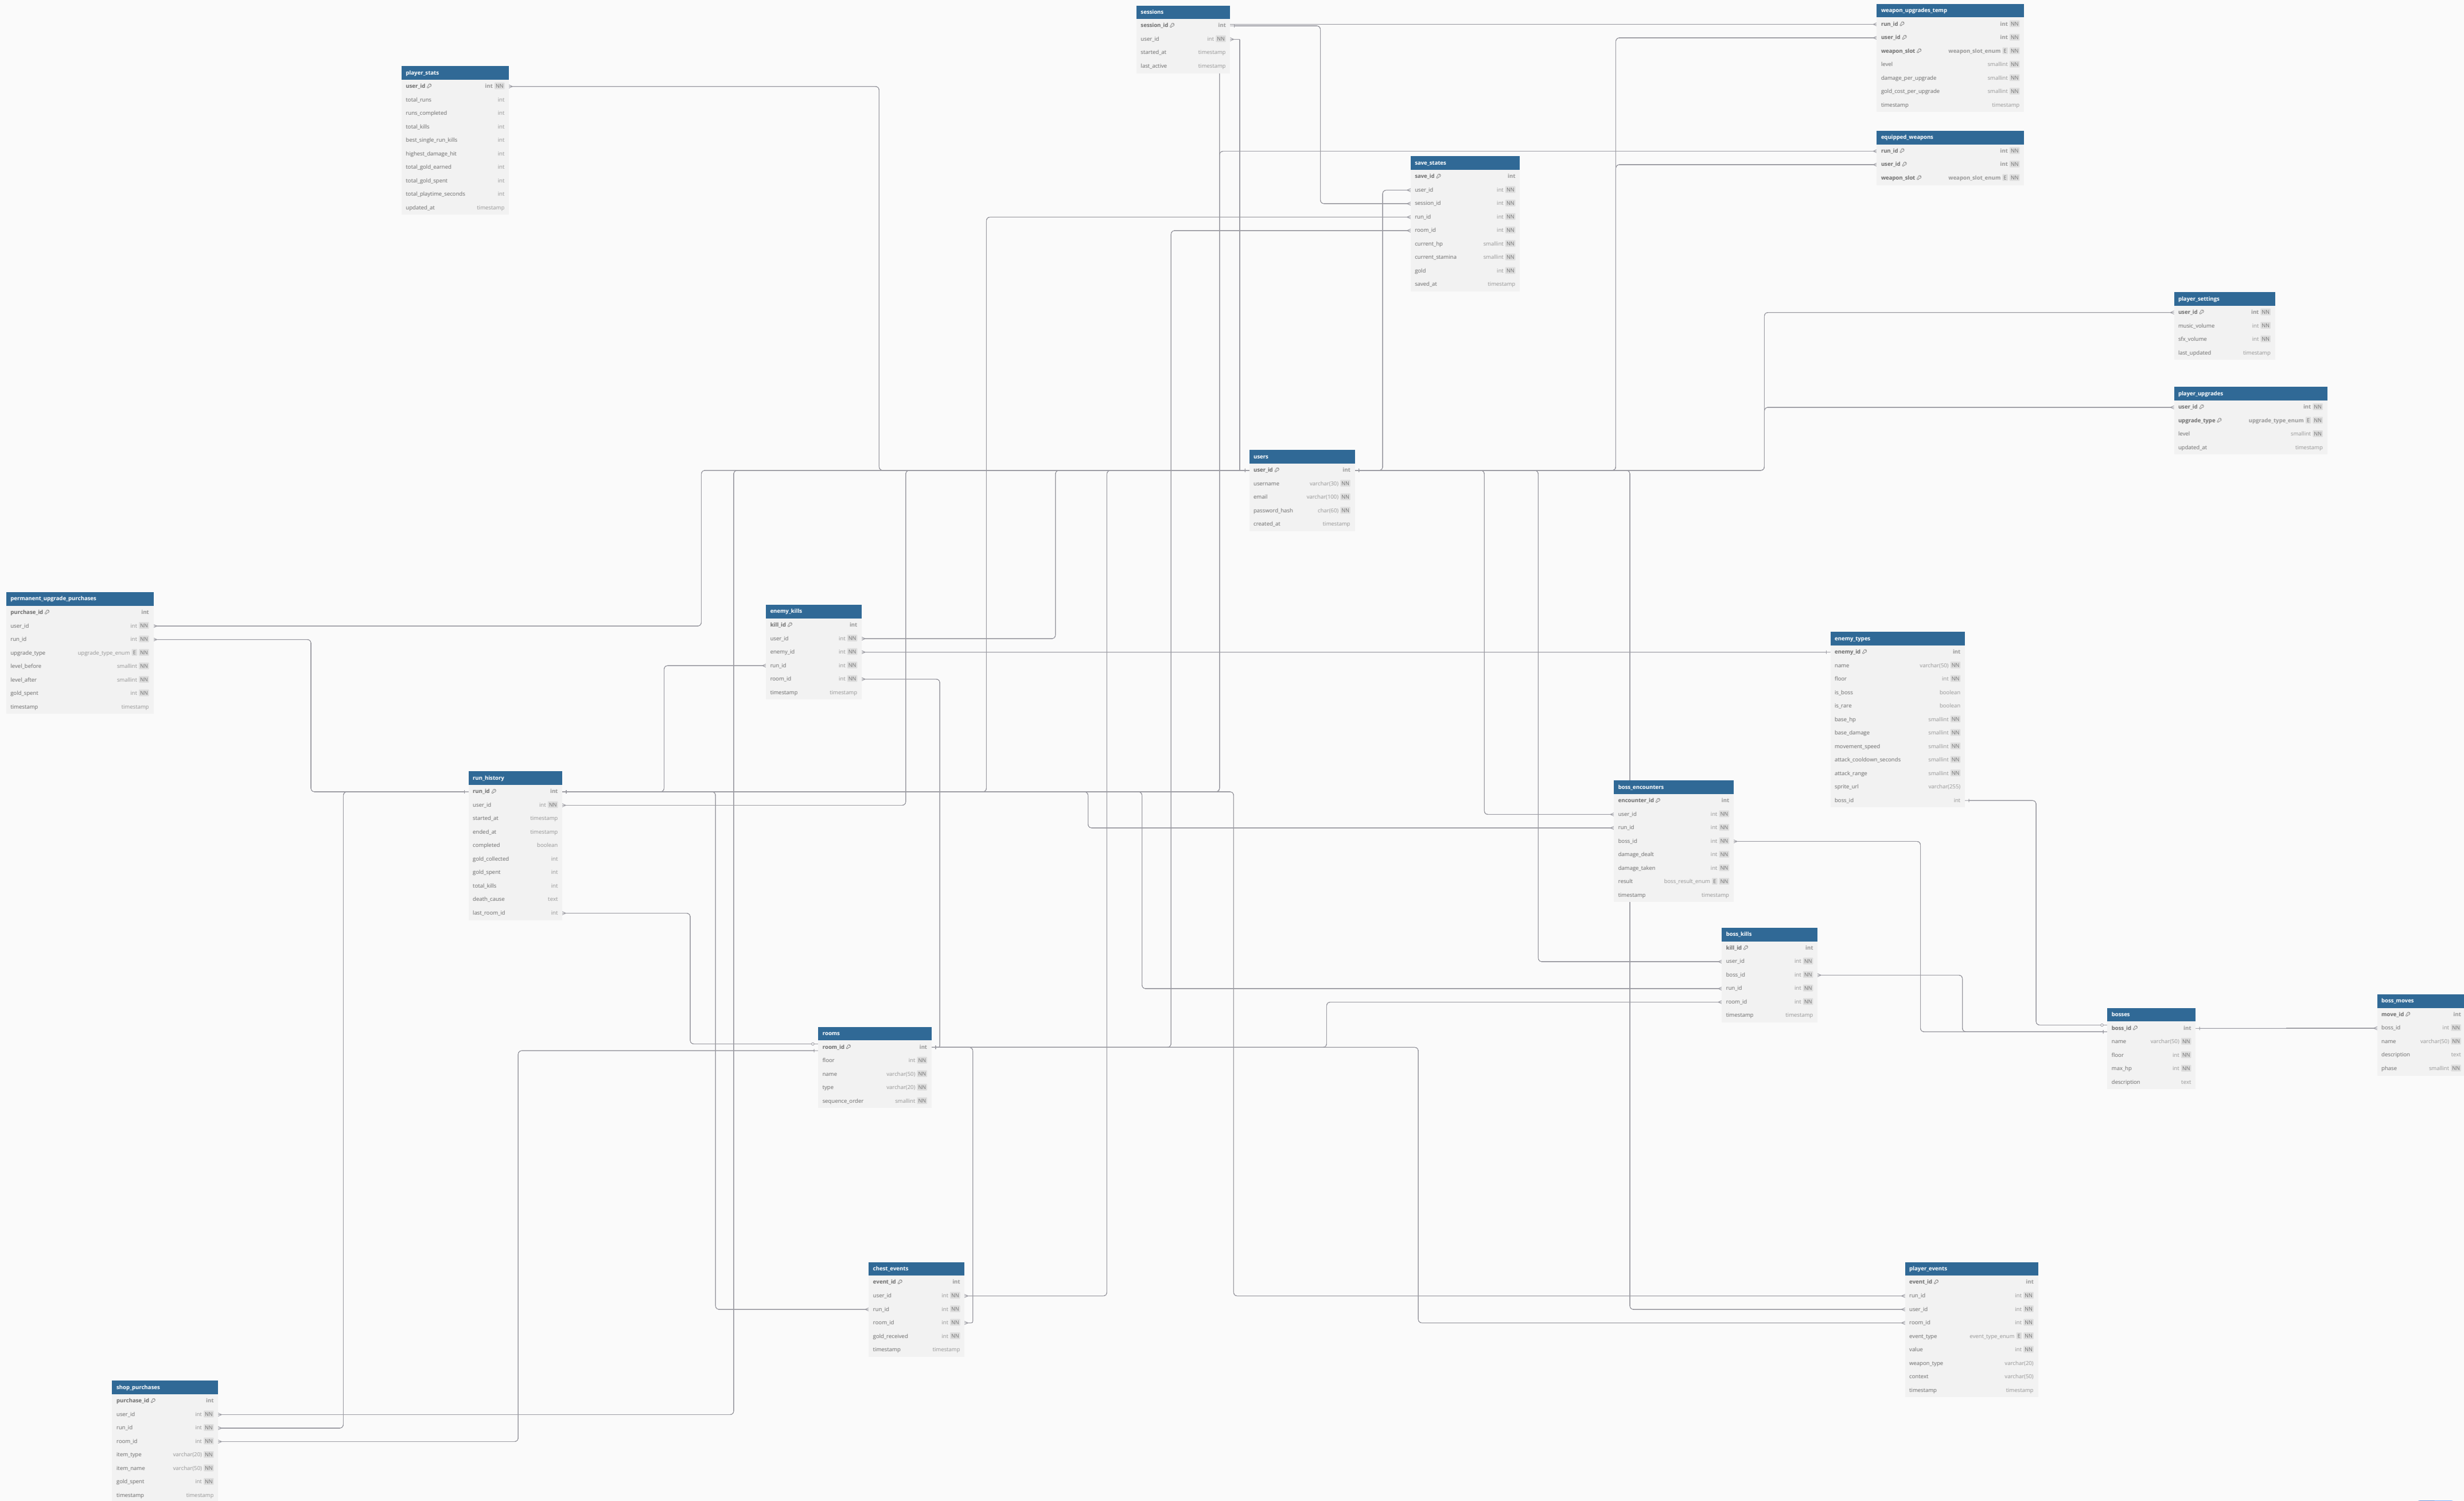 sessions
session_id int
user_id int NN
started_at timestamp
last_active timestamp
weapon_upgrades_temp
run_id int NN
user_id int NN
weapon_slot weapon_slot_enum E NN
level smallint NN
damage_per_upgrade smallint NN
gold_cost_per_upgrade smallint NN
timestamp timestamp
player_stats
user_id int NN
total_runs int
runs_completed int
total_kills int
best_single_run_kills int
highest_damage_hit int
total_gold_earned int
total_gold_spent int
total_playtime_seconds int
updated_at timestamp
equipped_weapons
run_id int NN
user_id int NN
weapon_slot weapon_slot_enum E NN
save_states
save_id int
user_id int NN
session_id int NN
run_id int NN
room_id int NN
current_hp smallint NN
current_stamina smallint NN
gold int NN
saved_at timestamp
player_settings
user_id int NN
music_volume int NN
sfx_volume int NN
last_updated timestamp
player_upgrades
user_id int NN
upgrade_type upgrade_type_enum E NN
level smallint NN
updated_at timestamp
users
user_id int
username varchar(30) NN
email varchar(100) NN
password_hash char(60) NN
created_at timestamp
permanent_upgrade_purchases
purchase_id int
user_id int NN
run_id int NN
upgrade_type upgrade_type_enum E NN
level_before smallint NN
level_after smallint NN
gold_spent int NN
timestamp timestamp
enemy_kills
kill_id int
user_id int NN
enemy_id int NN
run_id int NN
room_id int NN
timestamp timestamp
enemy_types
enemy_id int
name varchar(50) NN
floor int NN
is_boss boolean
is_rare boolean
base_hp smallint NN
base_damage smallint NN
movement_speed smallint NN
attack_cooldown_seconds smallint NN
attack_range smallint NN
sprite_url varchar(255)
boss_id int
run_history
run_id int
user_id int NN
started_at timestamp
ended_at timestamp
completed boolean
gold_collected int
gold_spent int
total_kills int
death_cause text
last_room_id int
boss_encounters
encounter_id int
user_id int NN
run_id int NN
boss_id int NN
damage_dealt int NN
damage_taken int NN
result boss_result_enum E NN
timestamp timestamp
boss_kills
kill_id int
user_id int NN
boss_id int NN
run_id int NN
room_id int NN
timestamp timestamp
bosses
boss_id int
name varchar(50) NN
floor int NN
max_hp int NN
description text
boss_moves
move_id int
boss_id int NN
name varchar(50) NN
description text
phase smallint NN
rooms
room_id int
floor int NN
name varchar(50) NN
type varchar(20) NN
sequence_order smallint NN
chest_events
event_id int
user_id int NN
run_id int NN
room_id int NN
gold_received int NN
timestamp timestamp
player_events
event_id int
run_id int NN
user_id int NN
room_id int NN
event_type event_type_enum E NN
value int NN
weapon_type varchar(20)
context varchar(50)
timestamp timestamp
shop_purchases
purchase_id int
user_id int NN
run_id int NN
room_id int NN
item_type varchar(20) NN
item_name varchar(50) NN
gold_spent int NN
timestamp timestamp